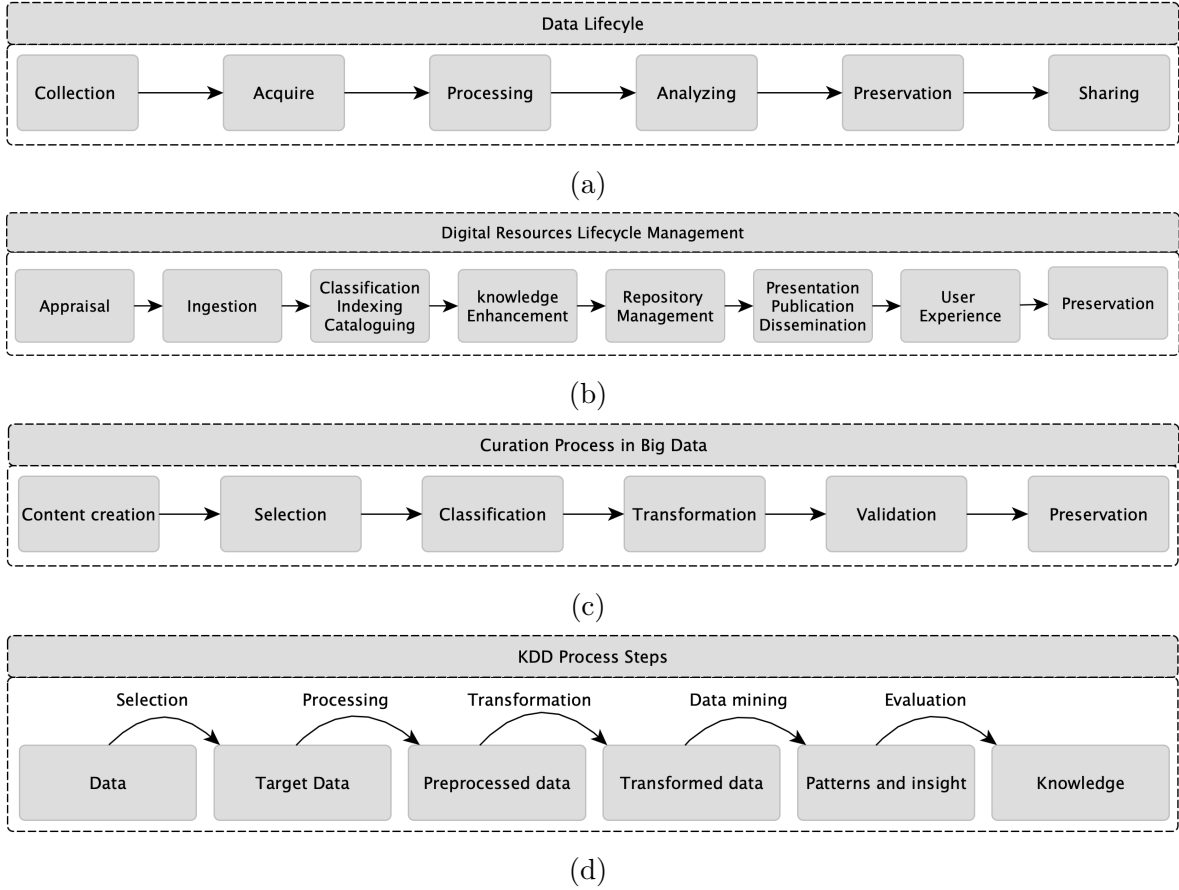 Data Lifecyle
Collection
Acquire
Processing
Analyzing
Preservation
Sharing
(a)
Digital Resources Lifecycle Management
Appraisal
Ingestion
Classification
Indexing
Cataloguing
knowledge
Enhancement
Repository
Management
Presentation
Publication
Dissemination
User
Experience
Preservation
(b)
Curation Process in Big Data
Content creation
Selection
Classification
Transformation
Validation
Preservation
(c)
KDD Process Steps
Selection
Processing
Transformation
Data mining
Evaluation
Data
Target Data
Preprocessed data
Transformed data
Patterns and insight
Knowledge
(d)